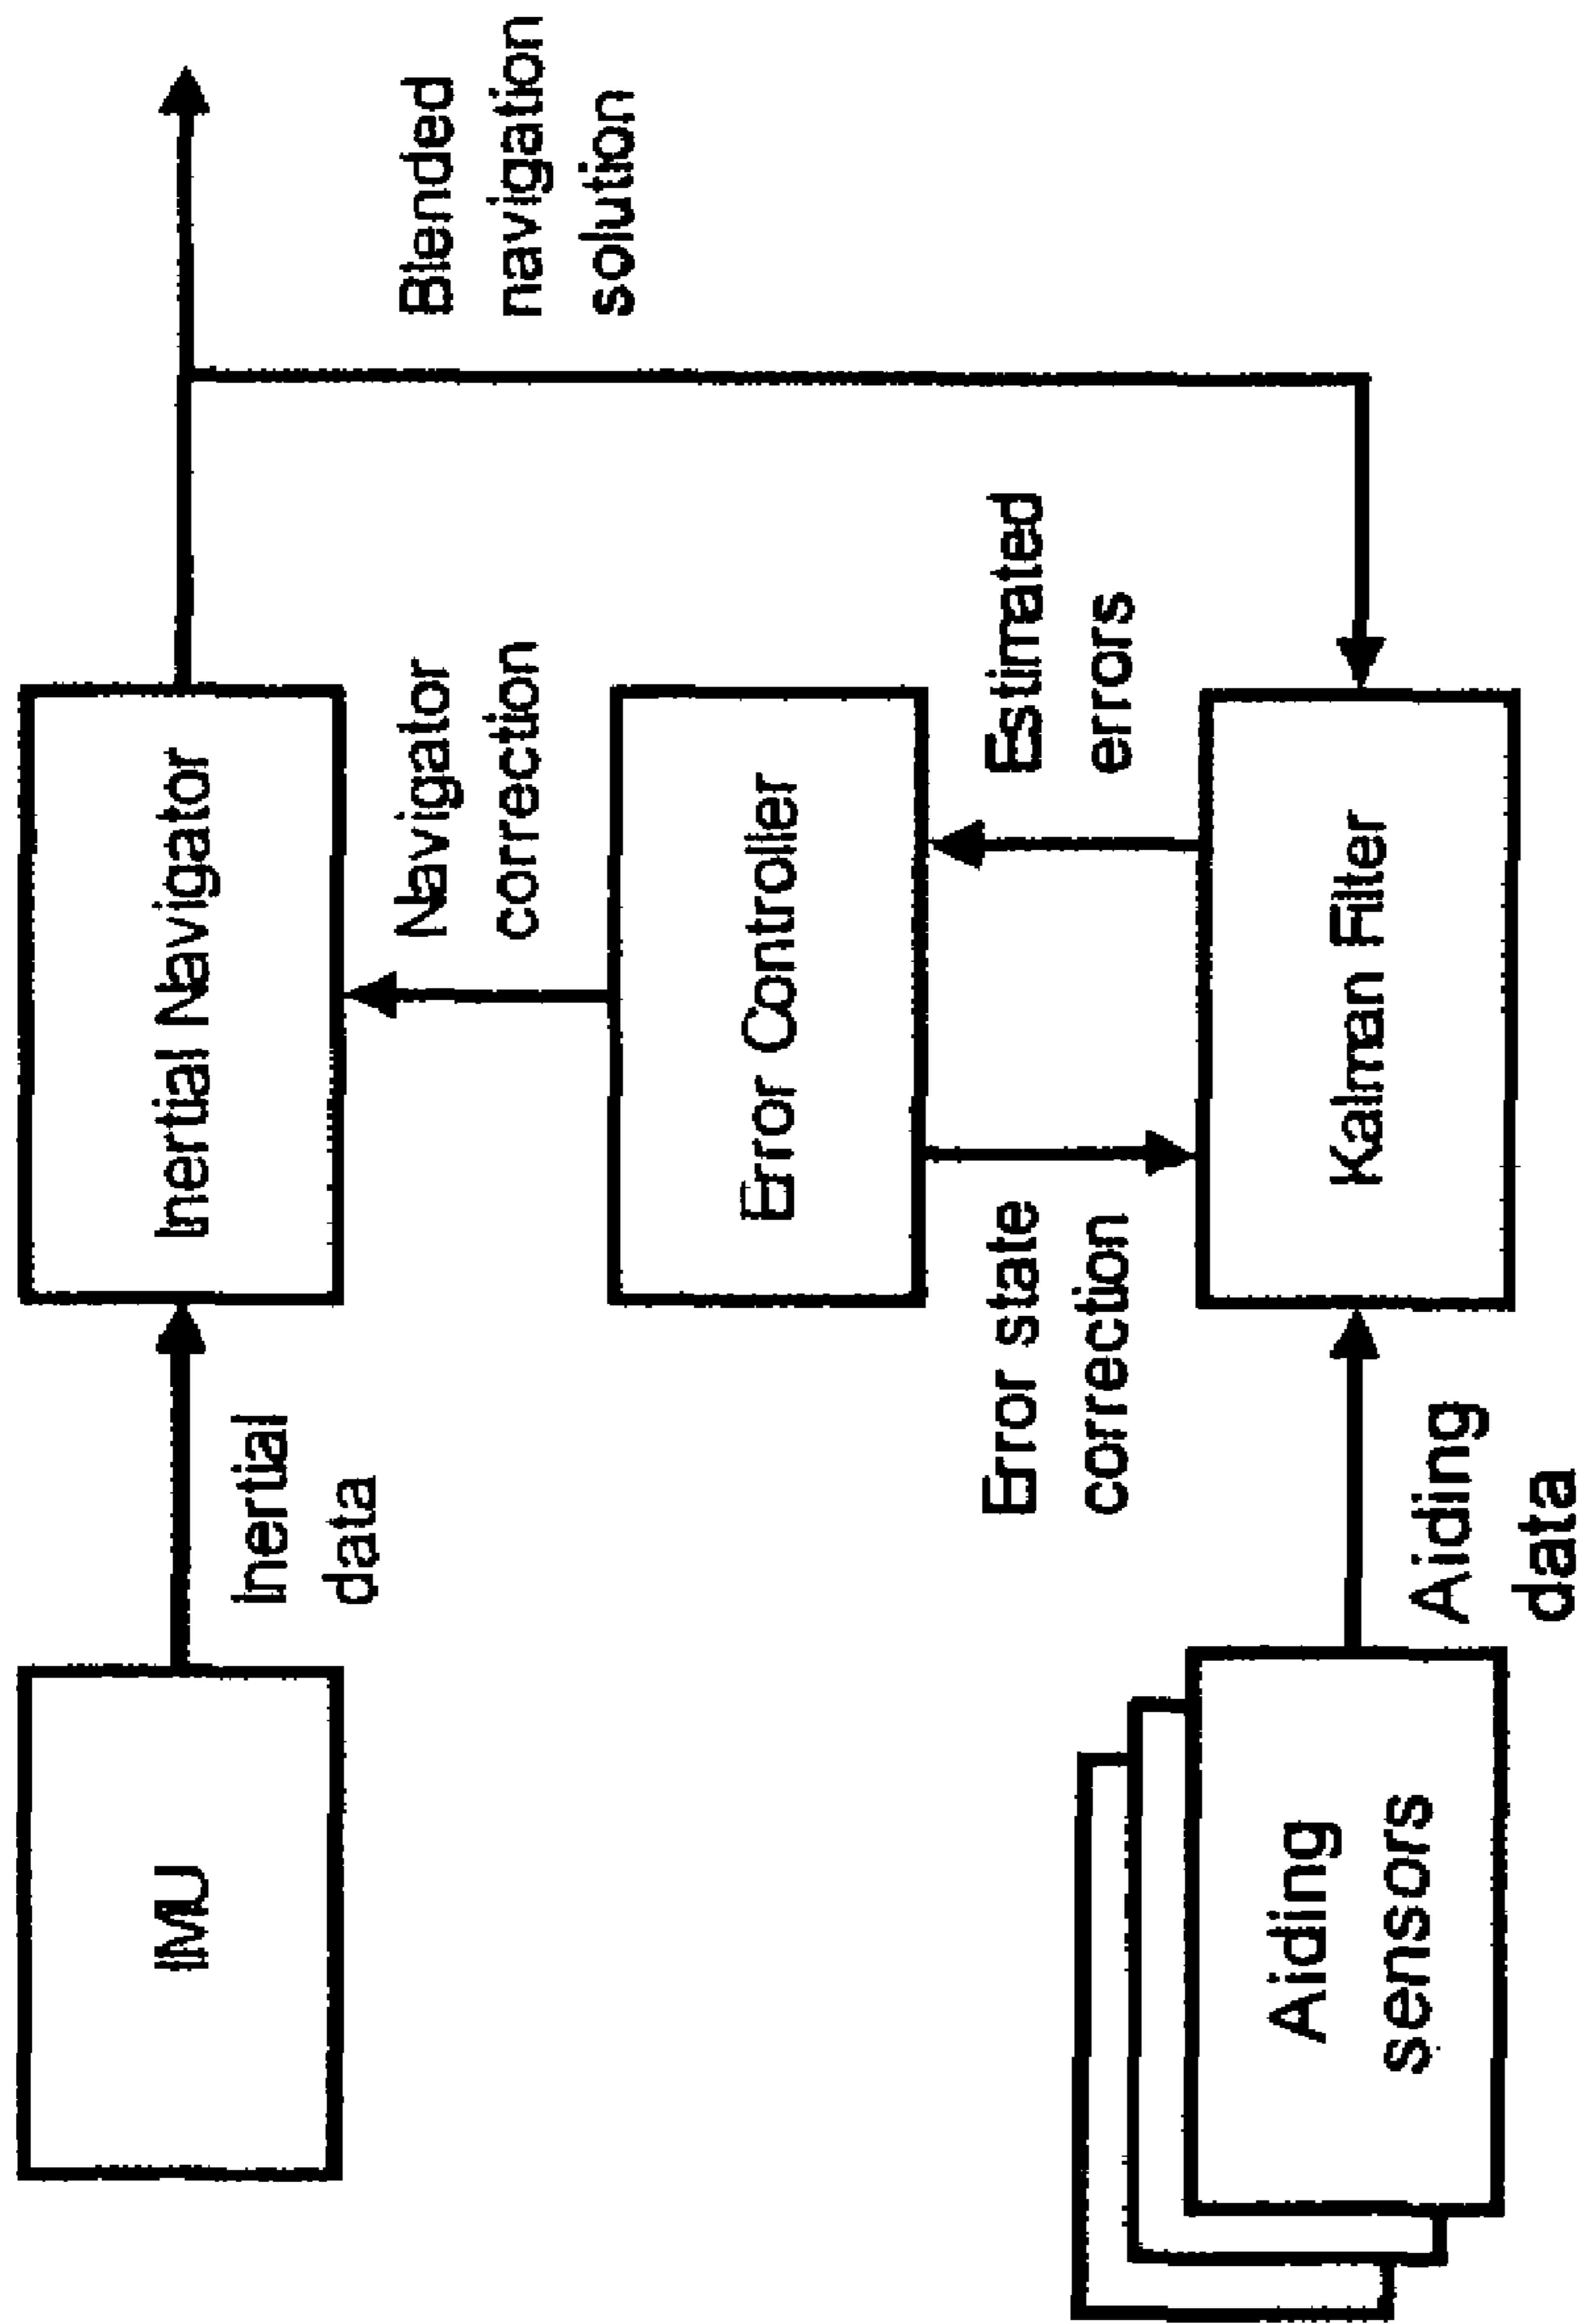 IMU
Inertial
data
Inertial Navigator
Navigator
correction
Blended
navigation
solution
Error Controller
Error state
correction
Estimated
errors
Aiding
sensors
Aiding
data
Kalman Filter